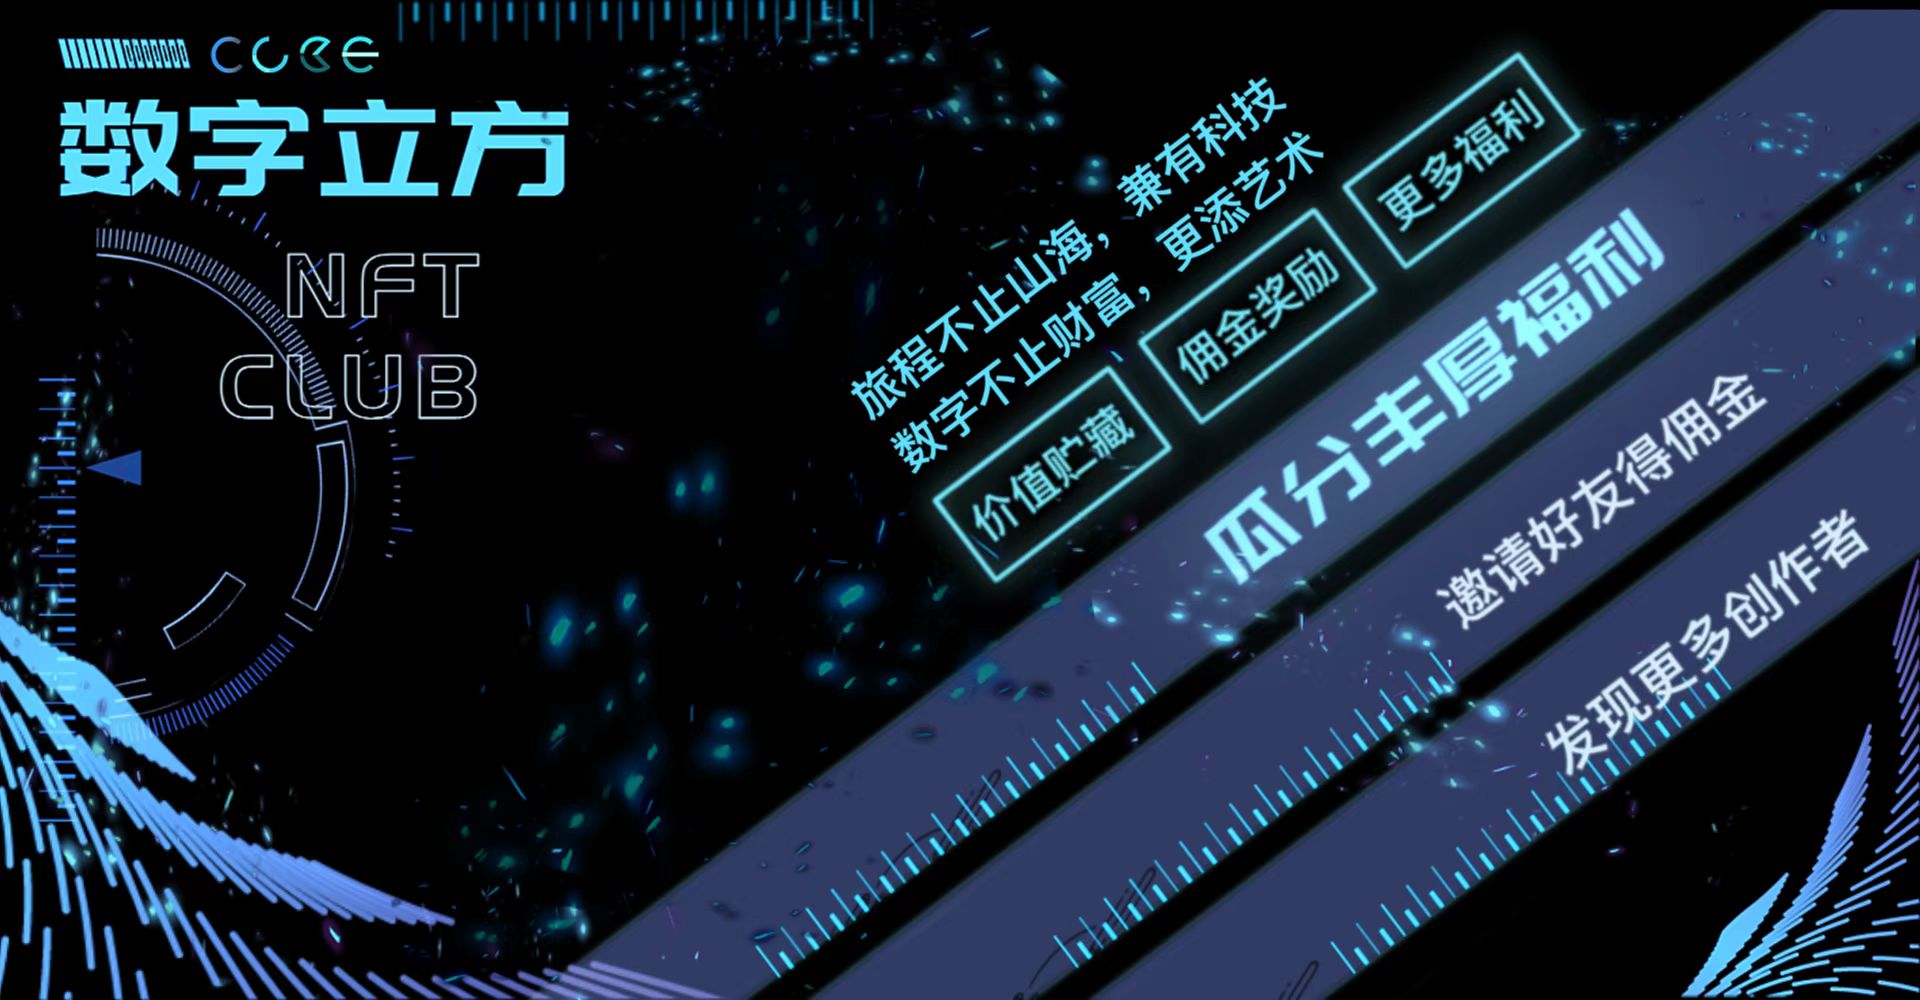 CUBE
数字立方
NFT
CLUB
旅程不止山海，兼有科技
数字不止财富，更添艺术
价值贮藏
佣金奖励
更多福利
瓜分丰厚福利
邀请好友得佣金
发现更多创作者